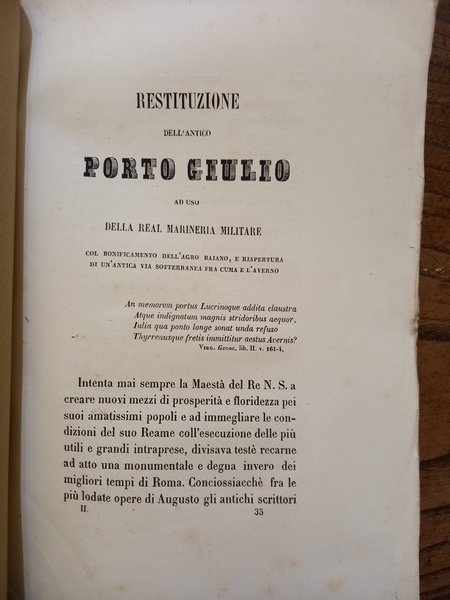 RESTITUZIONE
DELL'ANTICO
PORTO GIULIO
AD USO
DELLA REAL MARINERIA MILITARE
COL BONIFICAMENTO DELL'AGRO BAIANO, E RIAPERTURA
DI UN'ANTICA VIA SOTTERRANEA FRA CUMA E L'AVERNO
An memorem portus Lucrinoque addita claustra
Atque indignatum magnis stridoribus aequor,
Iulia qua ponto longe sonat unda refuso
Thyrrenusque fretis immittitur aestus Avernis?
VIRG. GEORG. lib. II. v. 161-4.
Intenta mai sempre la Maestà del Re N. S. a
creare nuovi mezzi di prosperità e floridezza pei
suoi amatissimi popoli e ad immegliare le con-
dizioni del suo Reame coll'esecuzione delle più
utili e grandi intraprese, divisava testè recarne
ad atto una monumentale e degna invero dei
migliori tempi di Roma. Conciossiacchè fra le
più lodate opere di Augusto gli antichi scrittori
II. 35